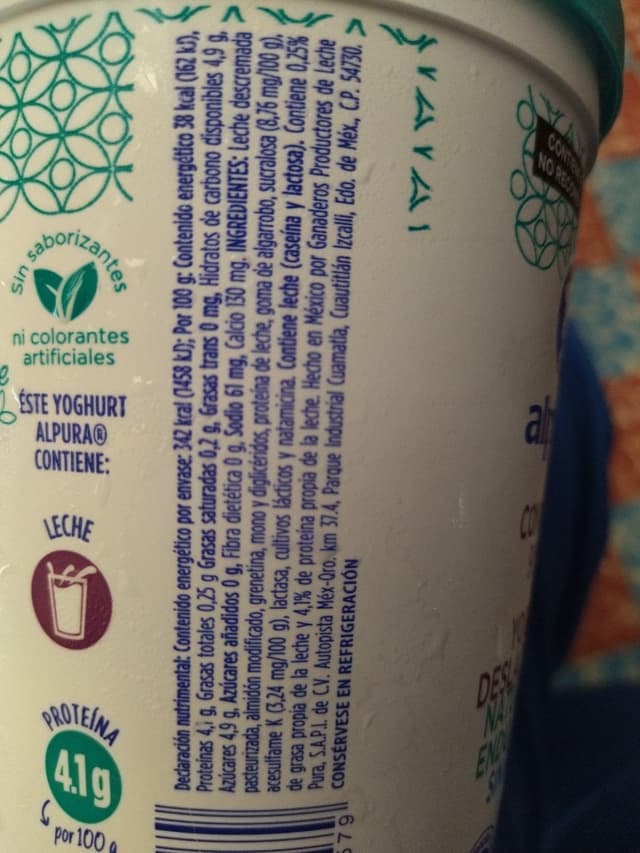 Sin saborizantes
ni colorantes
artificiales
ÉSTE YOGHURT
ALPURA®
CONTIENE:
LECHE
PROTEÍNA
4.1g
por 100 g
Declaración nutrimental: Contenido energético por envase: 342 kcal (1458 kJ); Por 100 g: Contenido energético 38 kcal (162 kJ),
Proteínas 4,1 g, Grasas totales 0,25 g Grasas saturadas 0,2 g, Grasas trans 0 mg, Hidratos de carbono disponibles 4,9 g,
Azúcares 4,9 g, Azúcares añadidos 0 g, Fibra dietética 0 g, Sodio 61 mg, Calcio 130 mg. INGREDIENTES: Leche descremada
pasteurizada, almidón modificado, grenetina, mono y diglicéridos, proteína de leche, goma de algarrobo, sucralosa (8,76 mg/100 g),
acesulfame K (3,24 mg/100 g), lactasa, cultivos lácticos y natamicina. Contiene leche (caseína y lactosa). Contiene 0,25%
de grasa propia de la leche y 4,1% de proteína propia de la leche. Hecho en México por Ganaderos Productores de Leche
Pura, S.A.P.I. de C.V. Autopista Méx-Qro, km 37.4, Parque Industrial Cuamatla, Cuautitlán Izcalli, Edo. de Méx., C.P. 54730.
CONSÉRVESE EN REFRIGERACIÓN
679
NO